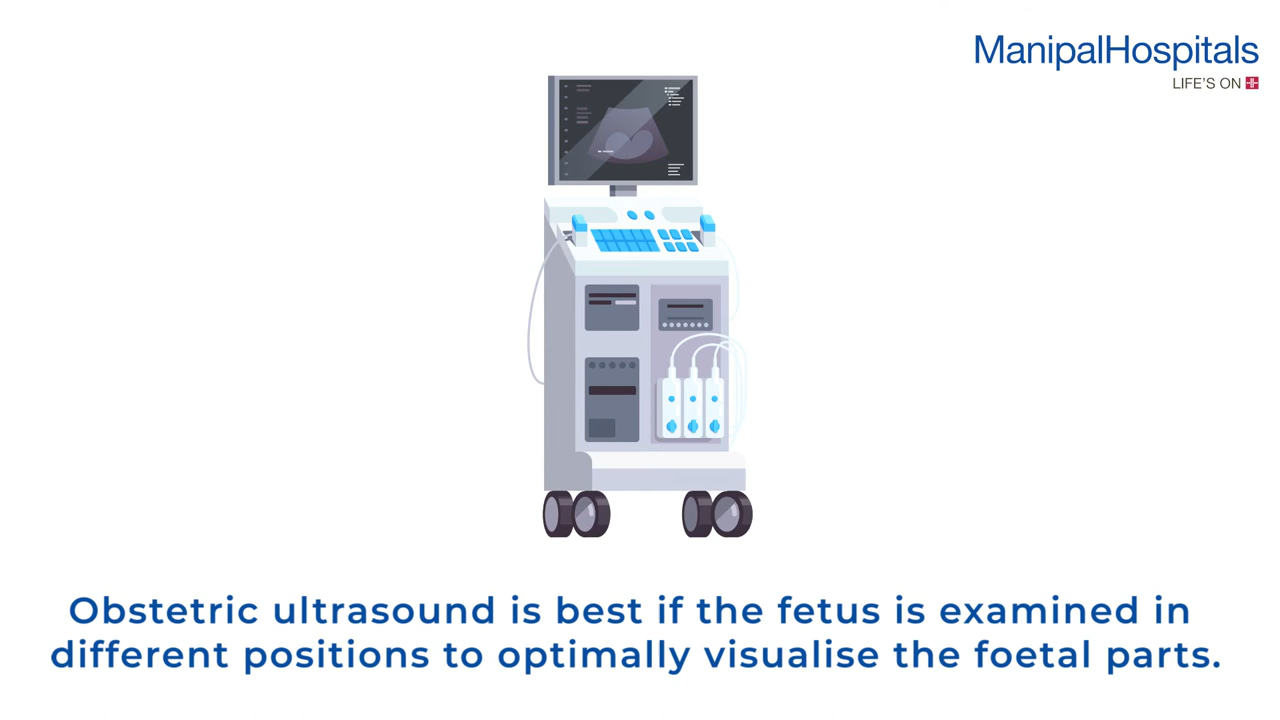 ManipalHospitals
LIFE'S ON
Obstetric ultrasound is best if the fetus is examined in
different positions to optimally visualise the foetal parts.